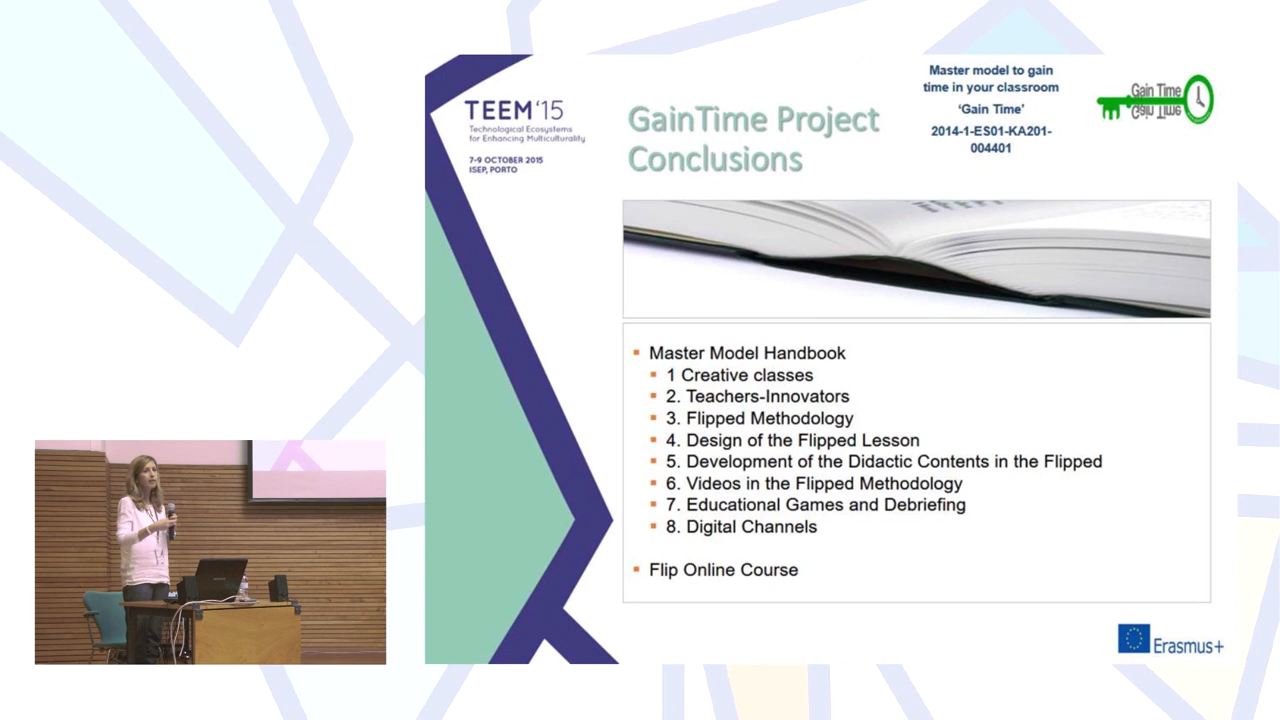 TEEM'15
Technological Ecosystems
for Enhancing Multiculturality
7-9 OCTOBER 2015
ISEP, PORTO
GainTime Project
Conclusions
Master model to gain
time in your classroom
‘Gain Time’
2014-1-ES01-KA201-
004401
Gain Time
Gain Time
▪ Master Model Handbook
▪ 1 Creative classes
▪ 2. Teachers-Innovators
▪ 3. Flipped Methodology
▪ 4. Design of the Flipped Lesson
▪ 5. Development of the Didactic Contents in the Flipped
▪ 6. Videos in the Flipped Methodology
▪ 7. Educational Games and Debriefing
▪ 8. Digital Channels
▪ Flip Online Course
Erasmus+